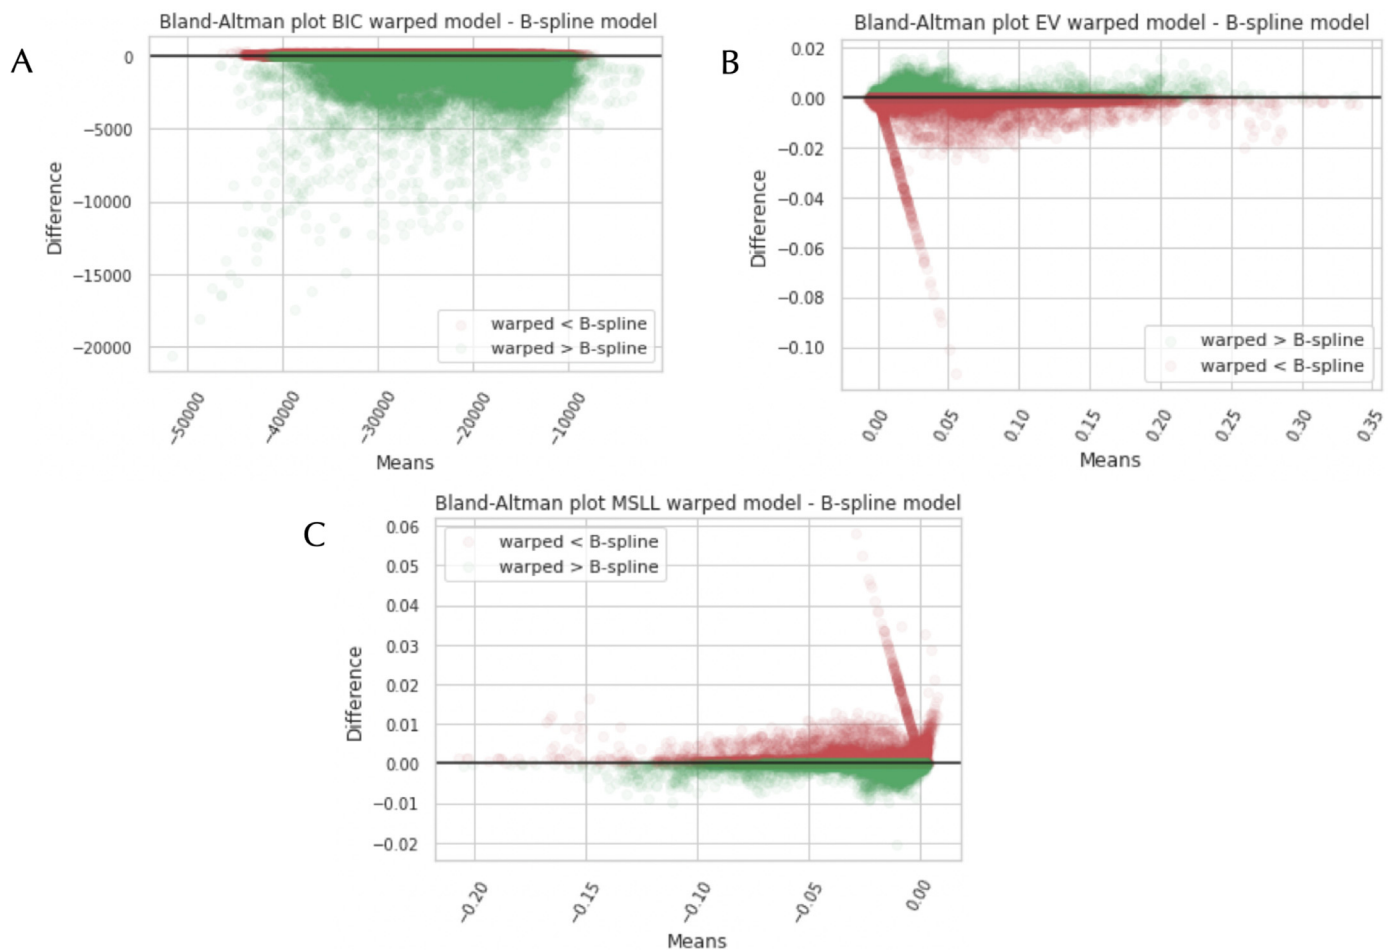 Bland-Altman plot BIC warped model - B-spline model
A
0
−5000
−10000
−15000
−20000
Difference
warped < B-spline
warped > B-spline
−50000
−40000
−30000
−20000
−10000
Means
Bland-Altman plot EV warped model - B-spline model
B
0.02
0.00
−0.02
−0.04
−0.06
−0.08
−0.10
Difference
warped > B-spline
warped < B-spline
0.00
0.05
0.10
0.15
0.20
0.25
0.30
0.35
Means
Bland-Altman plot MSLL warped model - B-spline model
C
0.06
0.05
0.04
0.03
0.02
0.01
0.00
−0.01
−0.02
Difference
warped < B-spline
warped > B-spline
−0.20
−0.15
−0.10
−0.05
0.00
Means